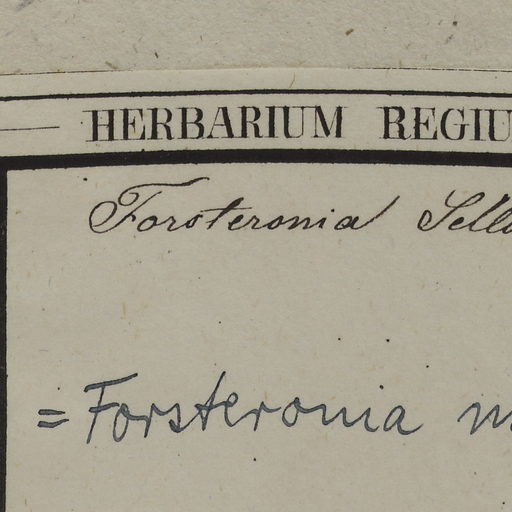 HERBARIUM REGIU
Forsteronia Sello
= Forsteronia